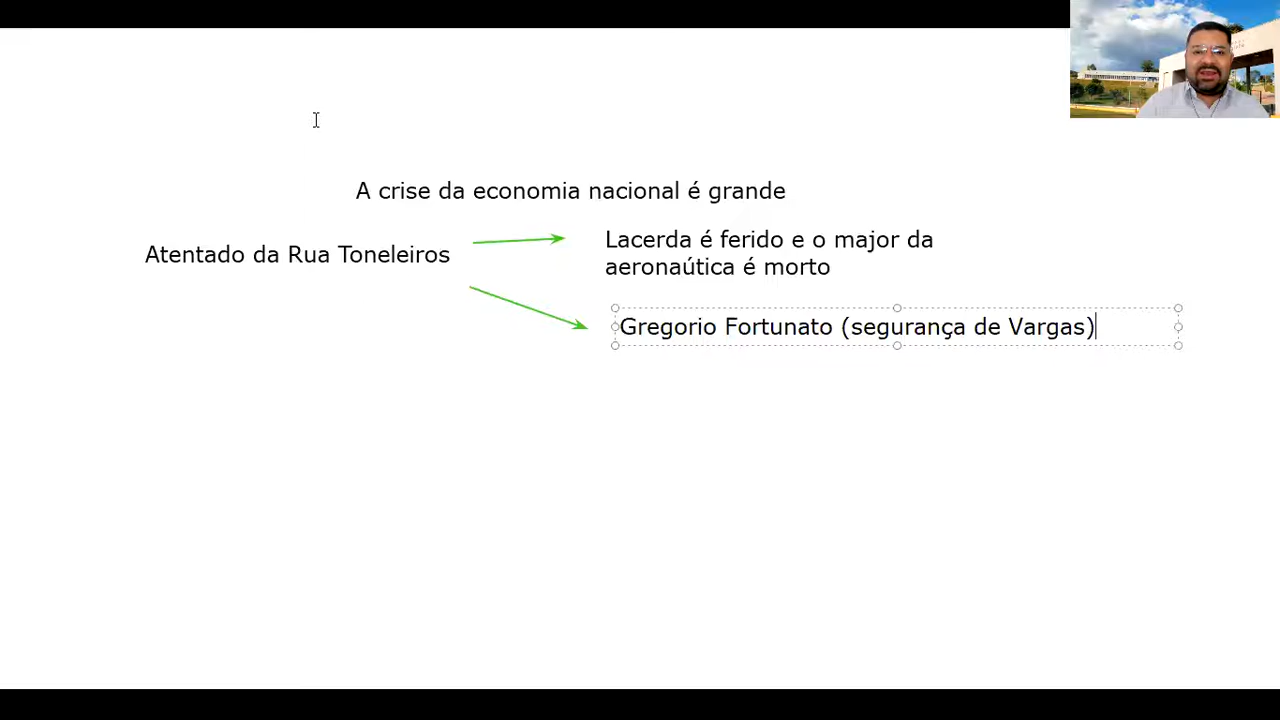 A crise da economia nacional é grande
Atentado da Rua Toneleiros
Lacerda é ferido e o major da
aeronaútica é morto
Gregorio Fortunato (segurança de Vargas)